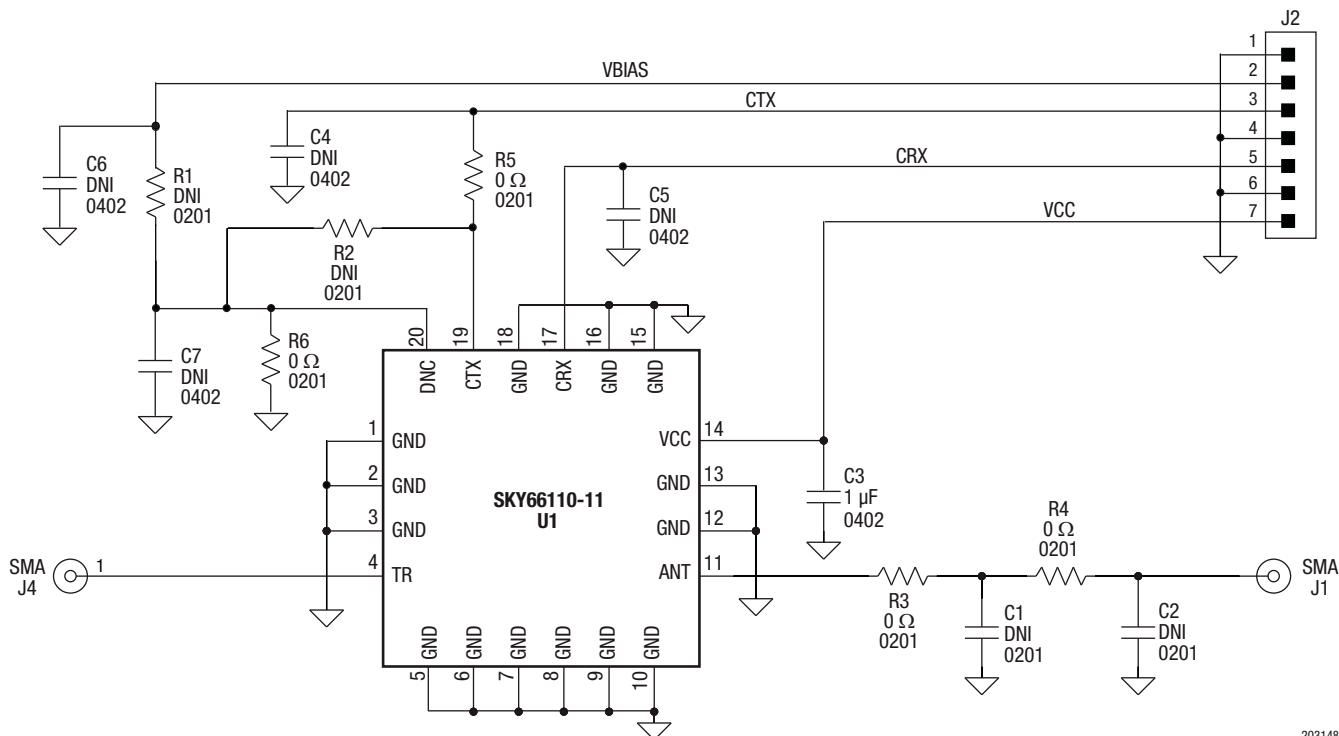 J2
1
VBIAS
2
CTX
3
4
CRX
5
6
VCC
7
C6
DNI
0402
R1
DNI
0201
C4
DNI
0402
R5
0 Ω
0201
C5
DNI
0402
R2
DNI
0201
C7
DNI
0402
R6
0 Ω
0201
20
19
18
17
16
15
DNC
CTX
GND
CRX
GND
GND
1
GND
2
GND
3
GND
4
TR
SKY66110-11
U1
VCC
14
GND
13
GND
12
ANT
11
C3
1 µF
0402
SMA
J4
1
R3
0 Ω
0201
R4
0 Ω
0201
C1
DNI
0201
C2
DNI
0201
SMA
J1
GND
GND
GND
GND
GND
GND
5
6
7
8
9
10
203148